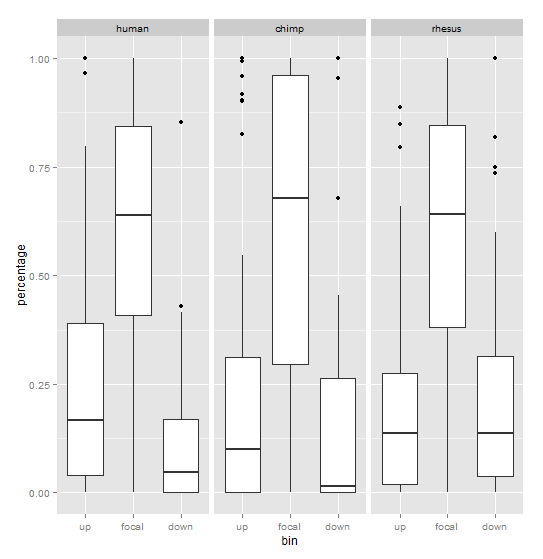 human chimp rhesus
1.00
0.75
0.50
0.25
0.00
percentage
up focal down up focal down up focal down
bin